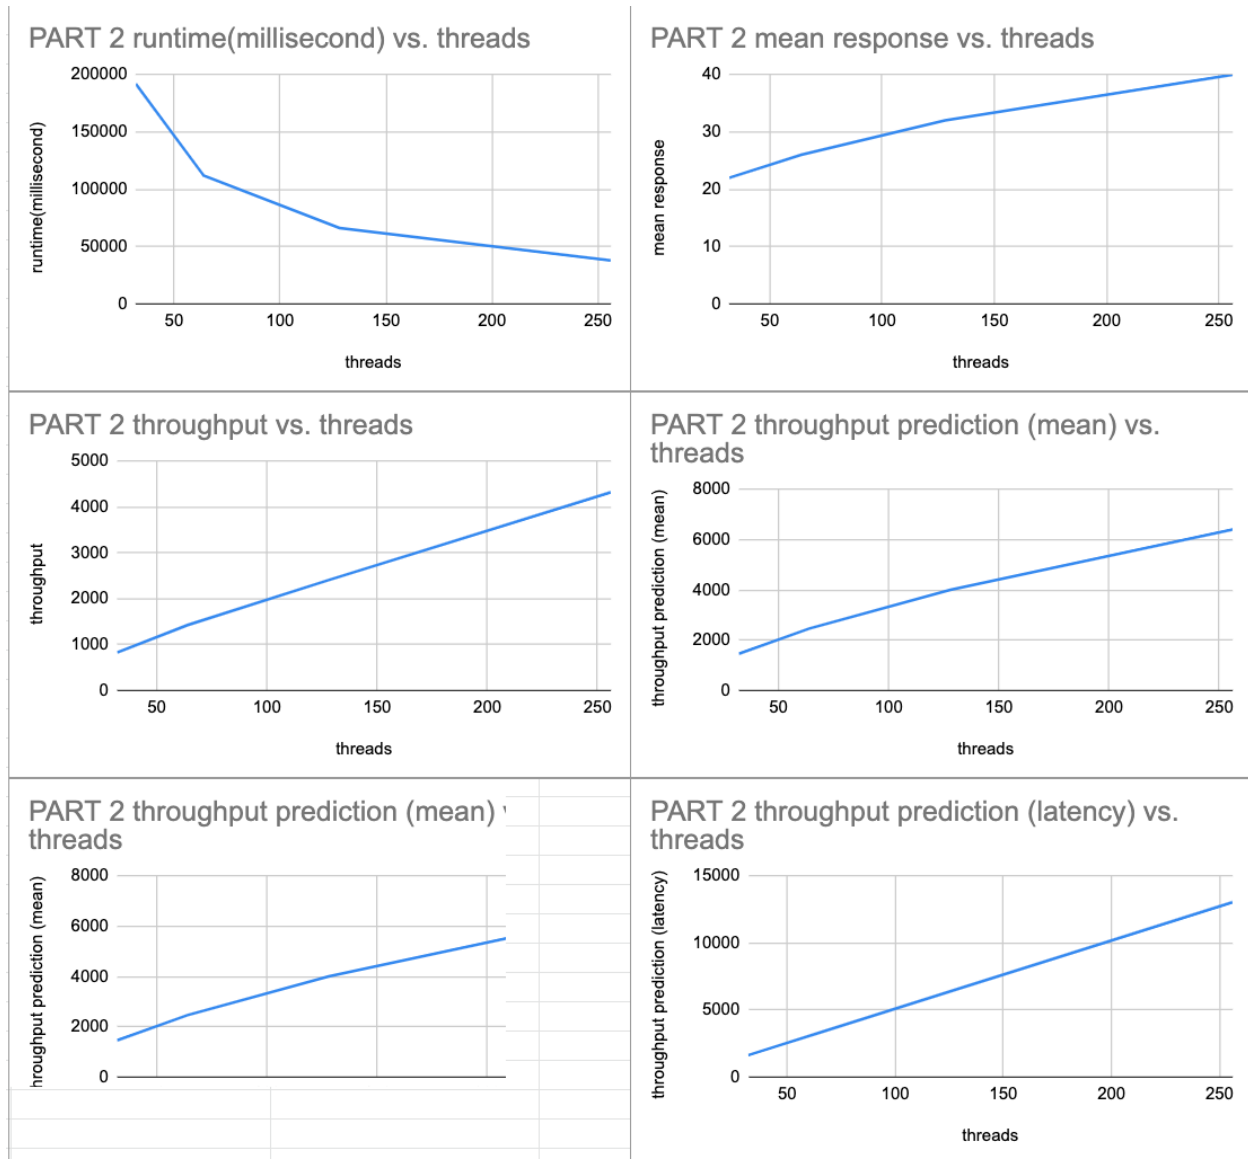 PART 2 runtime(millisecond) vs. threads
200000
150000
100000
50000
0
runtime(millisecond)
50 100 150 200 250
threads
PART 2 mean response vs. threads
40
30
20
10
0
mean response
50 100 150 200 250
threads
PART 2 throughput vs. threads
5000
4000
3000
2000
1000
0
throughput
50 100 150 200 250
threads
PART 2 throughput prediction (mean) vs.
threads
8000
6000
4000
2000
0
throughput prediction (mean)
50 100 150 200 250
threads
PART 2 throughput prediction (mean)
threads
8000
6000
4000
2000
0
hroughput prediction (mean)
PART 2 throughput prediction (latency) vs.
threads
15000
10000
5000
0
throughput prediction (latency)
50 100 150 200 250
threads